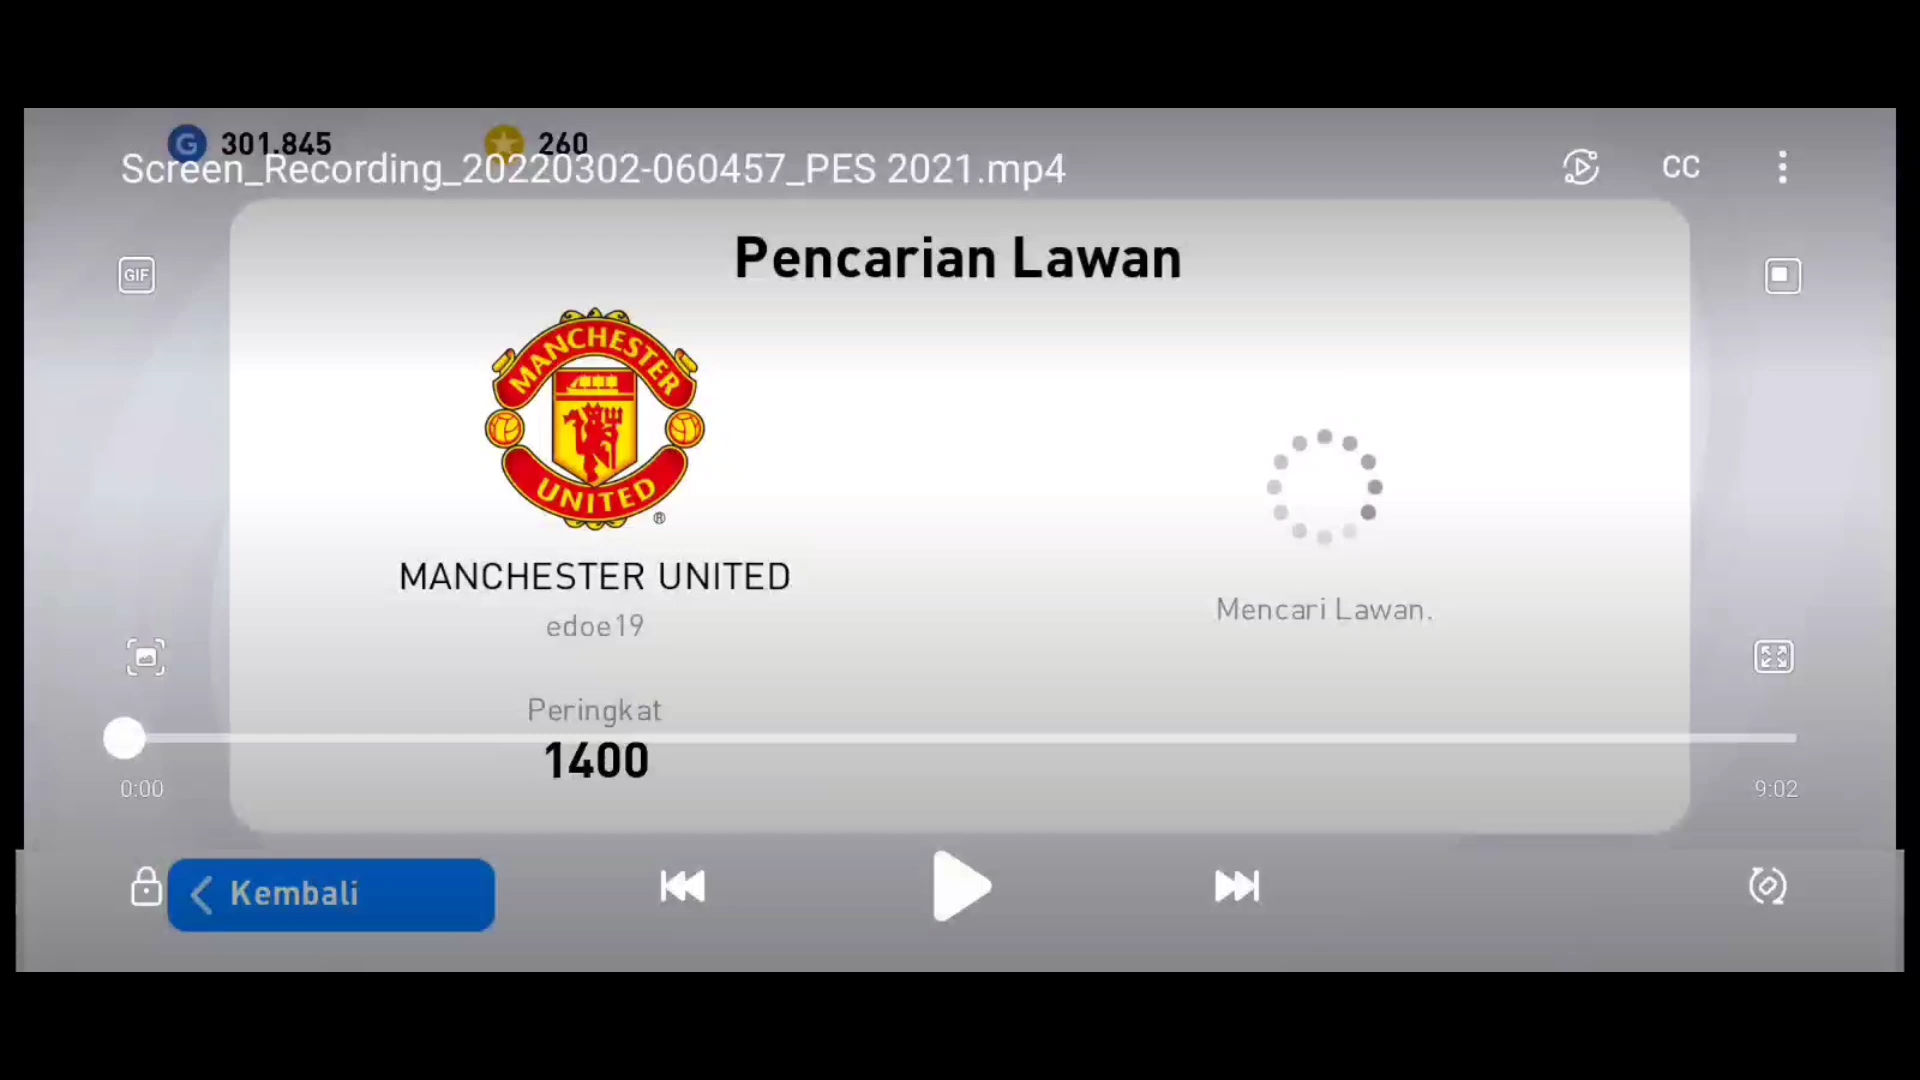 301.845
260
Screen_Recording_20220302-060457_PES 2021.mp4
CC
GIF
Pencarian Lawan
MANCHESTER
UNITED
®
MANCHESTER UNITED
edoe19
Mencari Lawan.
Peringkat
1400
0:00
9:02
Kembali